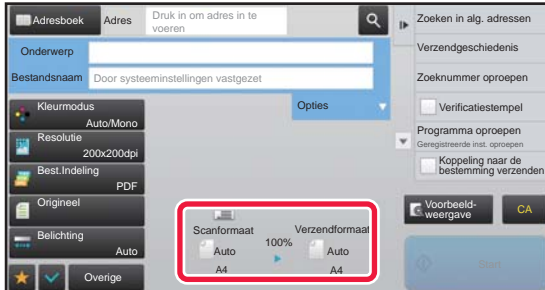 Adresboek
Adres
Druk in om adres in te
voeren
Onderwerp
Bestandsnaam
Door systeeminstellingen vastgezet
Opties
Kleurmodus
Auto/Mono
Resolutie
200x200dpi
Best.Indeling
PDF
Origineel
Belichting
Auto
Overige
Scanformaat
Auto
A4
100%
Verzendformaat
Auto
A4
Zoeken in alg. adressen
Verzendgeschiedenis
Zoeknummer oproepen
Verificatiestempel
Programma oproepen
Geregistreerde inst. oproepen
Koppeling naar de
bestemming verzenden
Voorbeeld-
weergave
CA
Start